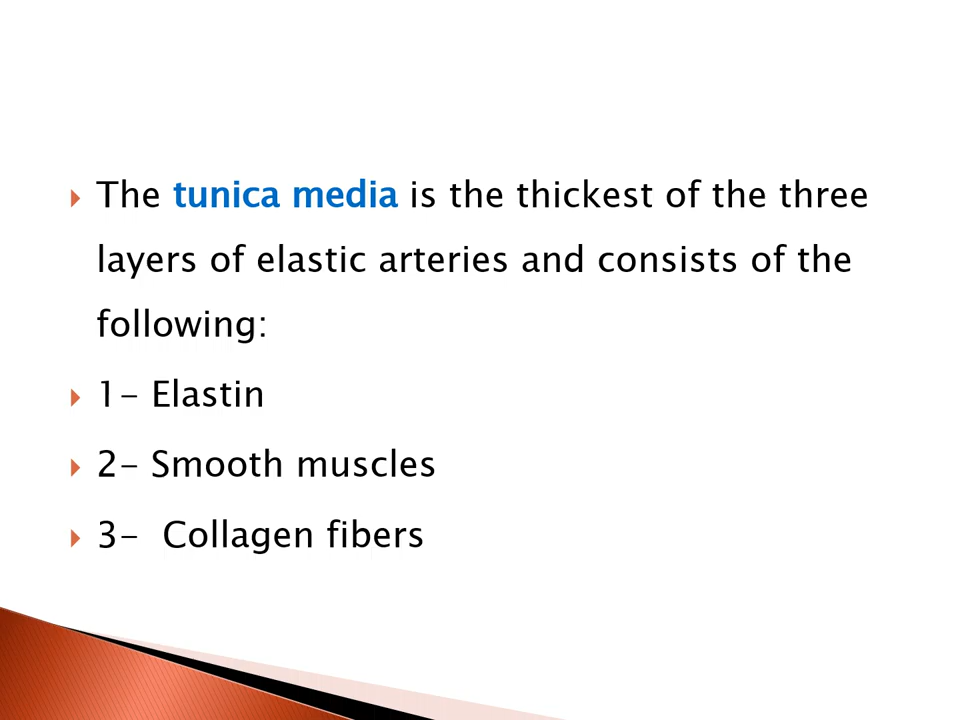 The tunica media is the thickest of the three
layers of elastic arteries and consists of the
following:
1- Elastin
2- Smooth muscles
3- Collagen fibers